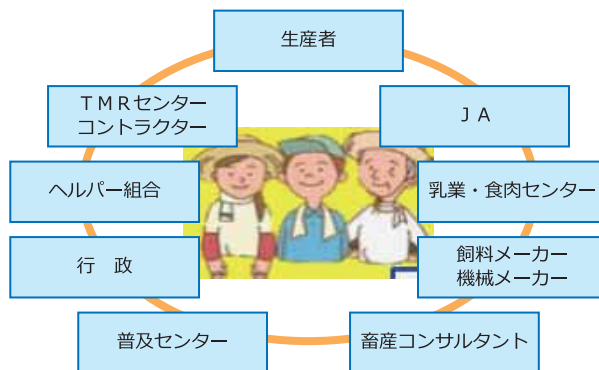 生産者
TMRセンター
コントラクター
JA
ヘルパー組合
乳業・食肉センター
行 政
飼料メーカー
機械メーカー
普及センター
畜産コンサルタント